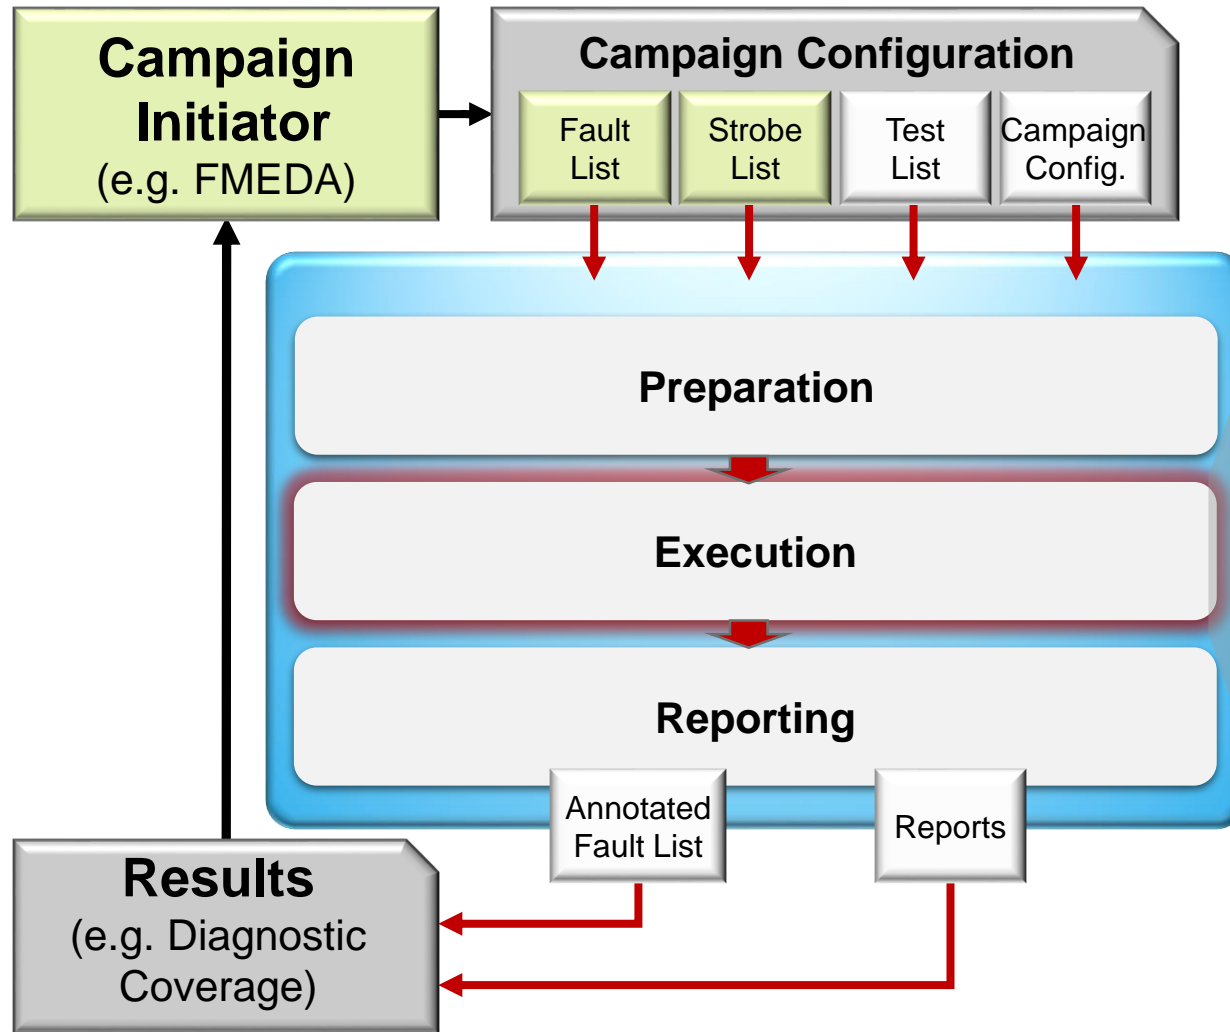 Campaign
Initiator
(e.g. FMEDA)
Campaign Configuration
Fault
List
Strobe
List
Test
List
Campaign
Config.
Preparation
Execution
Reporting
Annotated
Fault List
Reports
Results
(e.g. Diagnostic
Coverage)